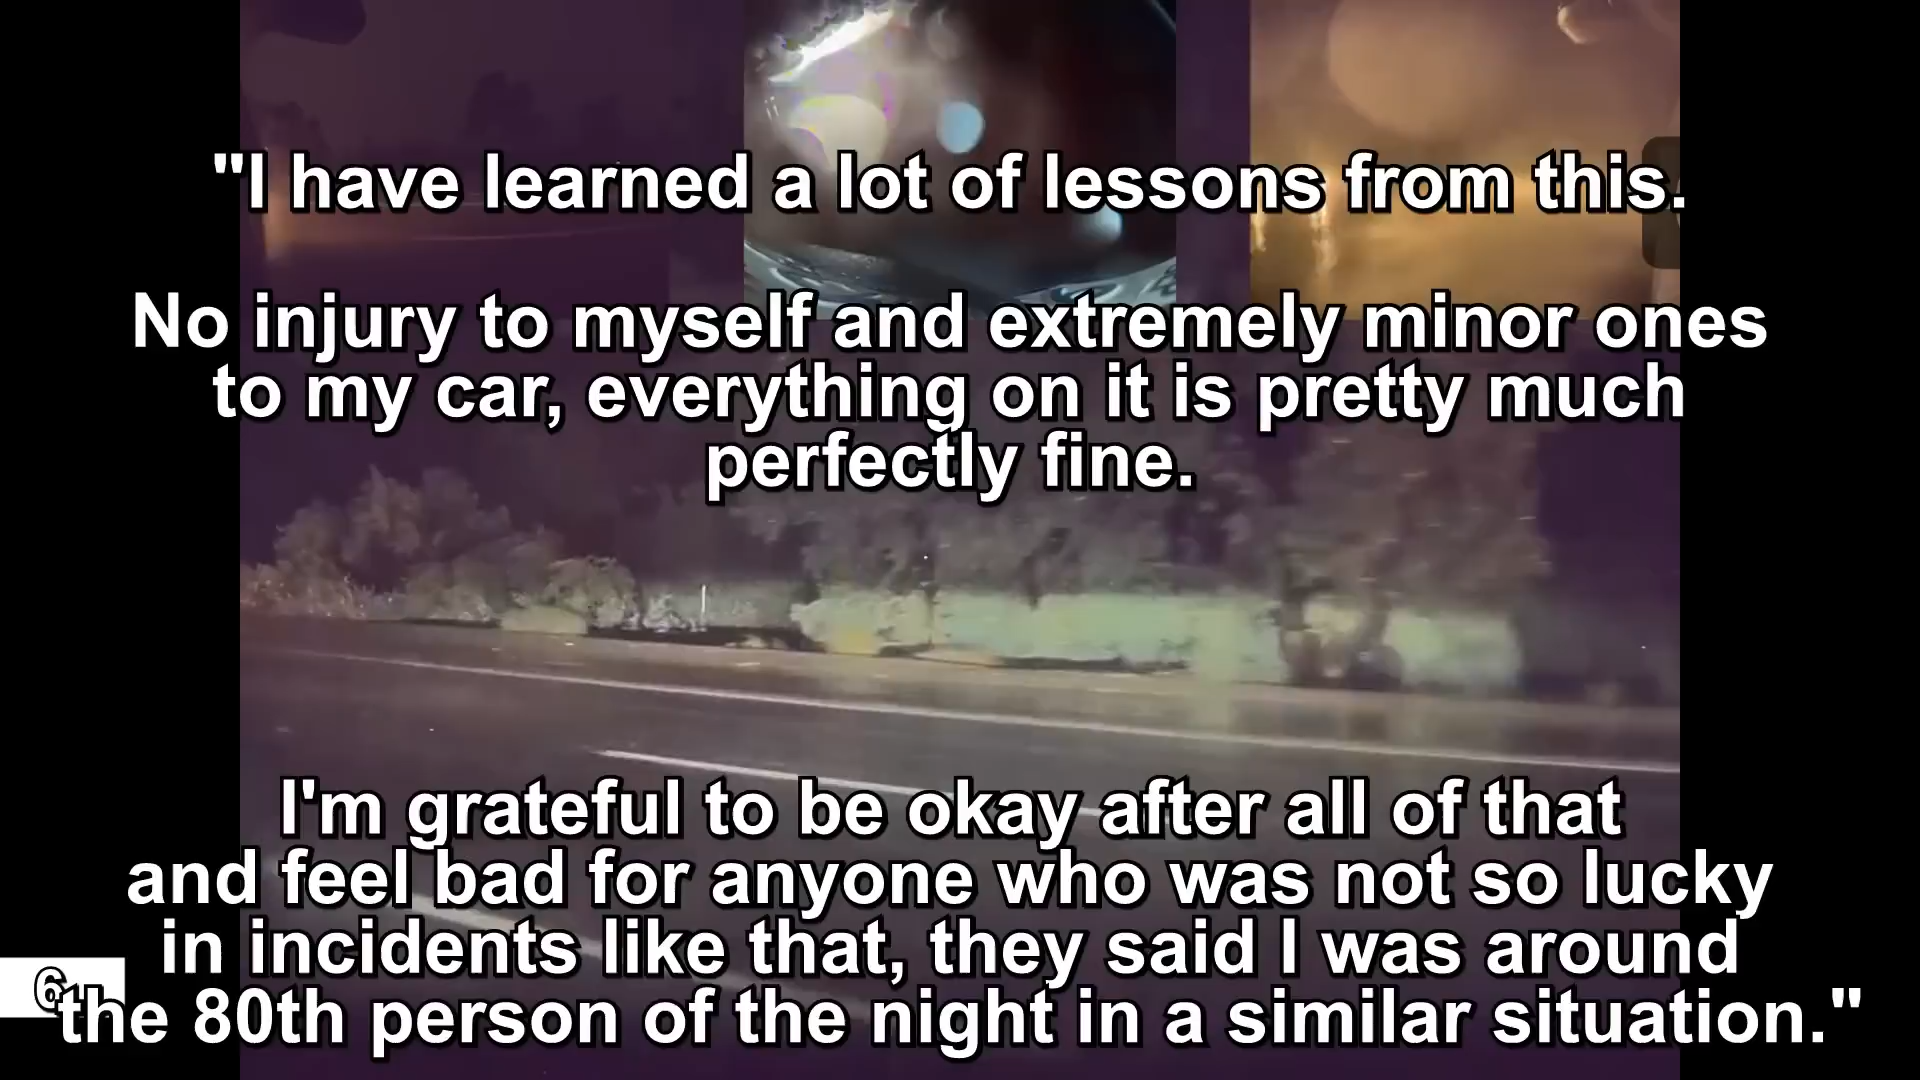 "I have learned a lot of lessons from this.
No injury to myself and extremely minor ones
to my car, everything on it is pretty much
perfectly fine.
I'm grateful to be okay after all of that
and feel bad for anyone who was not so lucky
in incidents like that, they said I was around
6
the 80th person of the night in a similar situation."